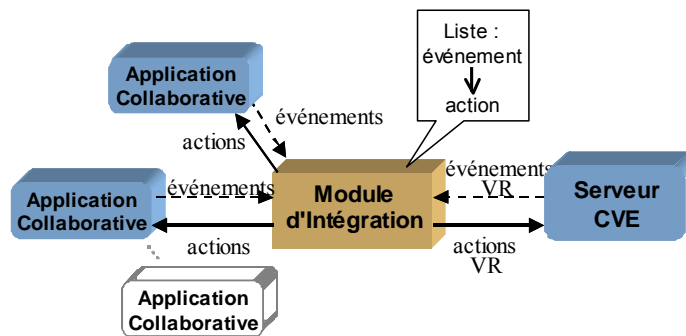 Liste :
événement
action
Application
Collaborative
événements
actions
Application
Collaborative
événements
actions
Module
d'Intégration
événements
VR
actions
VR
Serveur
CVE
Application
Collaborative